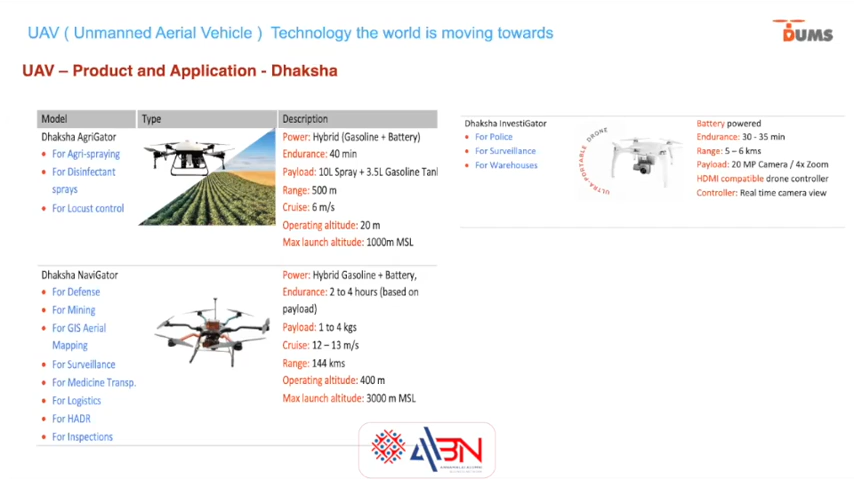 UAV ( Unmanned Aerial Vehicle )  Technology the world is moving towards
DUMS
UAV – Product and Application - Dhaksha
Model Type Description
Dhaksha AgriGator
• For Agri-spraying
• For Disinfectant
sprays
• For Locust control
Power: Hybrid (Gasoline + Battery)
Endurance: 40 min
Payload: 10L Spray + 3.5L Gasoline Tank
Range: 500 m
Cruise: 6 m/s
Operating altitude: 20 m
Max launch altitude: 1000m MSL
Dhaksha NaviGator
• For Defense
• For Mining
• For GIS Aerial
Mapping
• For Surveillance
• For Medicine Transp.
• For Logistics
• For HADR
• For Inspections
Power: Hybrid Gasoline + Battery,
Endurance: 2 to 4 hours (based on
payload)
Payload: 1 to 4 kgs
Cruise: 12 – 13 m/s
Range: 144 kms
Operating altitude: 400 m
Max launch altitude: 3000 m MSL
Dhaksha InvestiGator
• For Police
• For Surveillance
• For Warehouses
ULTRA-PORTABLE DRONE
Battery powered
Endurance: 30 - 35 min
Range: 5 – 6 kms
Payload: 20 MP Camera / 4x Zoom
HDMI compatible drone controller
Controller: Real time camera view
ABN